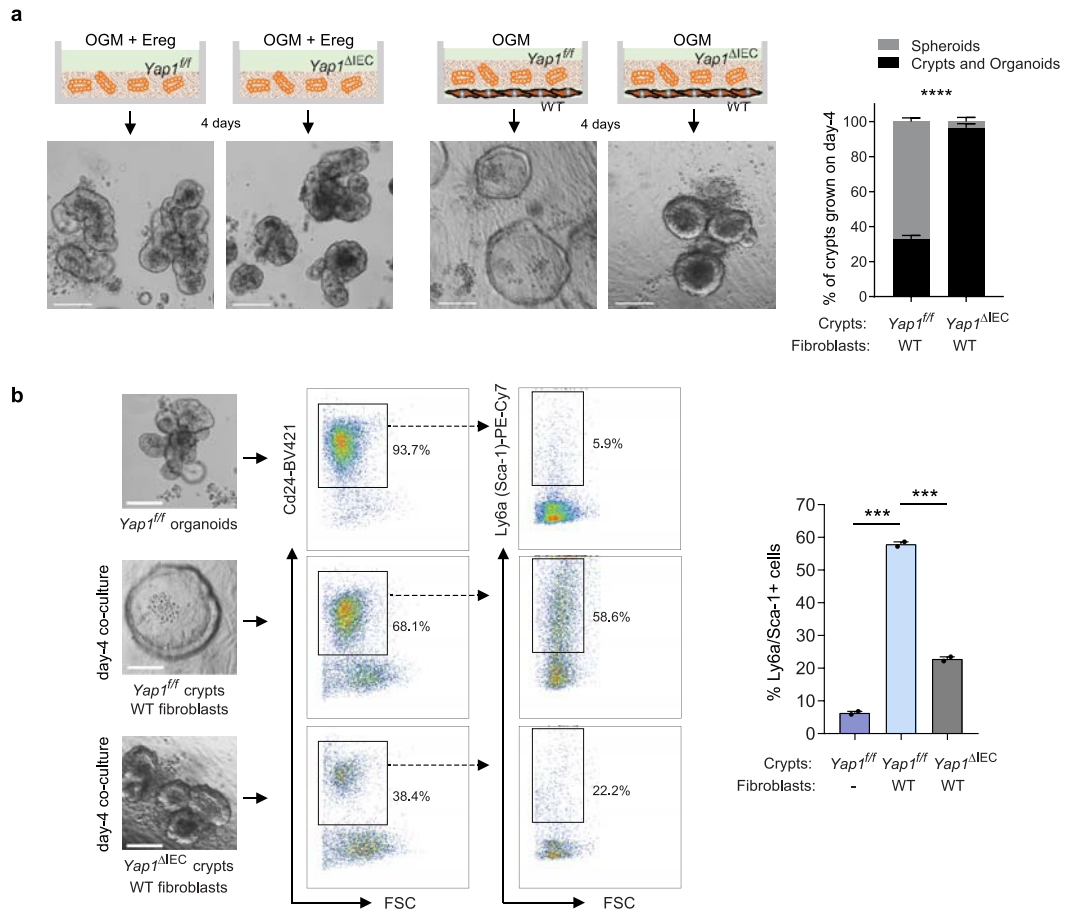 a
OGM + Ereg
Yap1f/f
OGM + Ereg
Yap1ΔIEC
4 days
OGM
Yap1f/f
WT
OGM
Yap1ΔIEC
WT
4 days
Spheroids
Crypts and Organoids
****
% of crypts grown on day-4
100
80
60
40
20
0
Crypts: Yap1f/f Yap1ΔIEC
Fibroblasts: WT WT
b
Yap1f/f organoids
day-4 co-culture
Yap1f/f crypts
WT fibroblasts
day-4 co-culture
Yap1ΔIEC crypts
WT fibroblasts
Cd24-BV421
93.7%
68.1%
38.4%
FSC
Ly6a (Sca-1)-PE-Cy7
5.9%
58.6%
22.2%
FSC
% Ly6a/Sca-1+ cells
70
60
50
40
30
20
10
0
*** ***
Crypts: Yap1f/f Yap1f/f Yap1ΔIEC
Fibroblasts: - WT WT